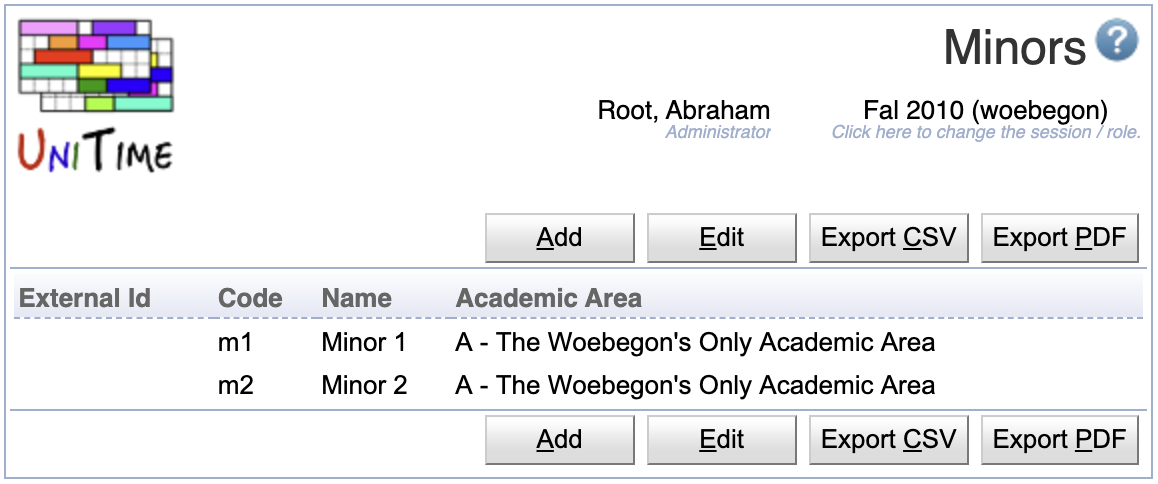 Minors
?
UNITIME
Root, Abraham
Administrator
Fal 2010 (woebegon)
Click here to change the session / role.
Add Edit Export CSV Export PDF
External Id Code Name Academic Area
m1 Minor 1 A - The Woebegon's Only Academic Area
m2 Minor 2 A - The Woebegon's Only Academic Area
Add Edit Export CSV Export PDF